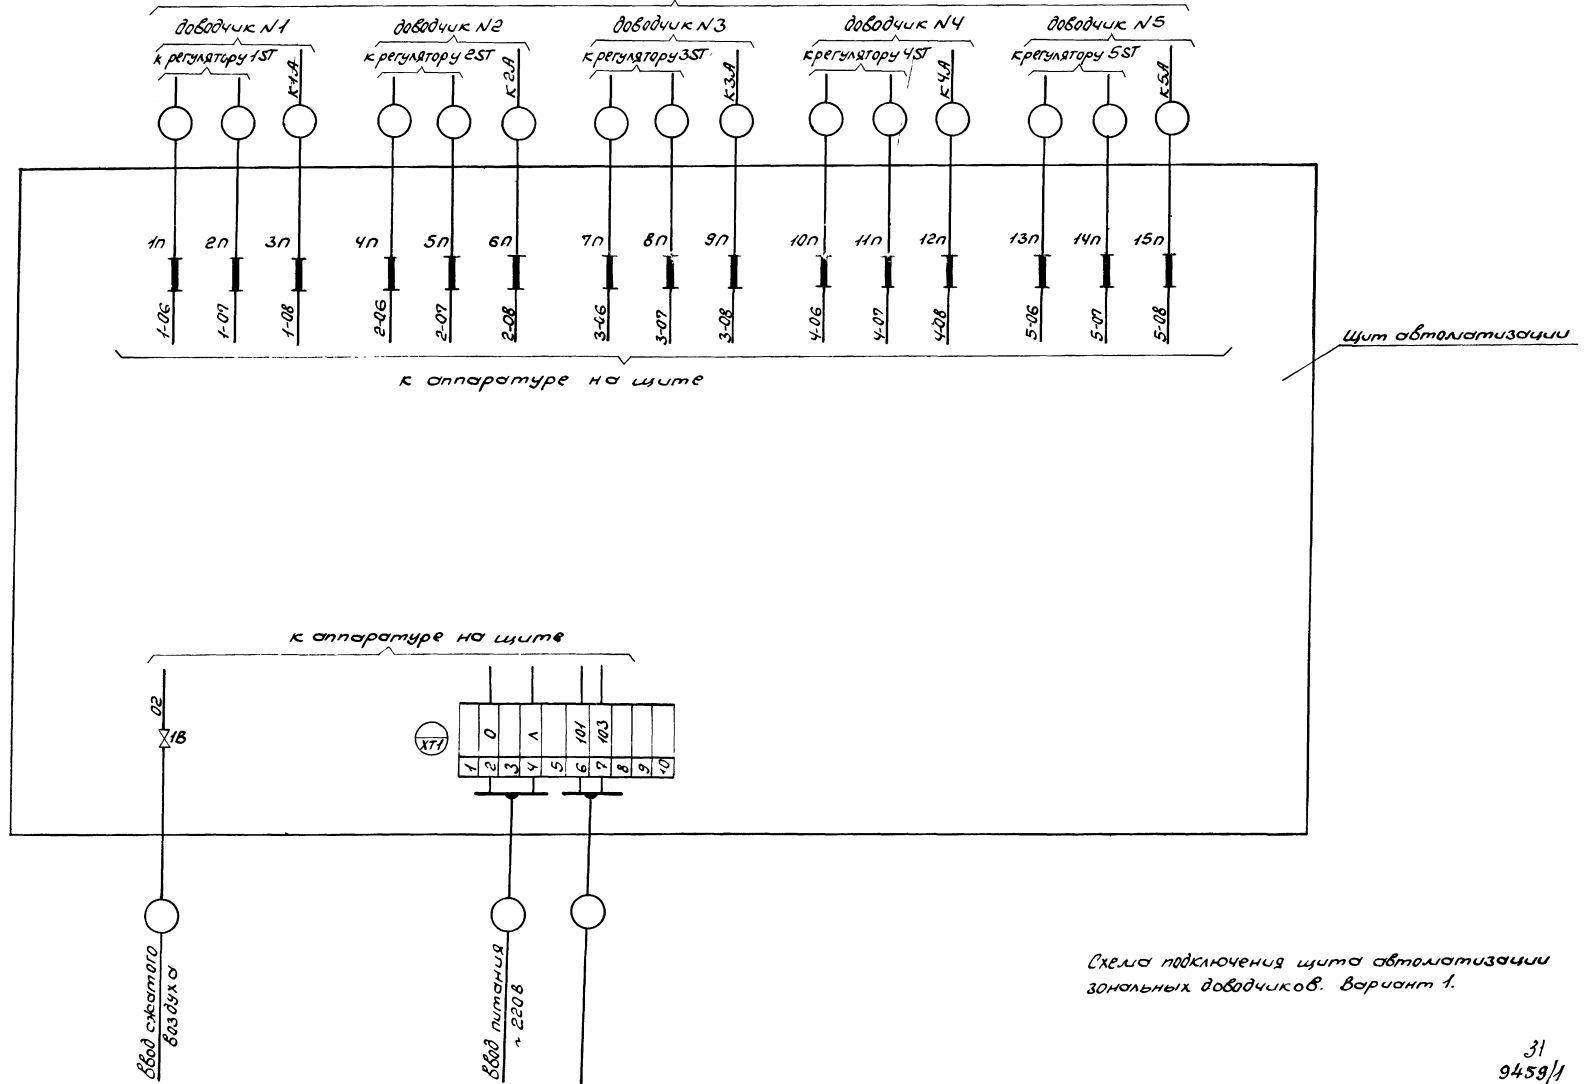 доводчик N1 доводчик N2 доводчик N3 доводчик N4 доводчик N5
к регулятору 1ST к1А к регулятору 2ST к2А к регулятору 3ST к3А к регулятору 4ST к4А к регулятору 5ST к5А
1п 2п 3п 4п 5п 6п 7п 8п 9п 10п 11п 12п 13п 14п 15п
1-06 1-07 1-08 2-06 2-07 2-08 3-06 3-07 3-08 4-06 4-07 4-08 5-06 5-07 5-08
Щит автоматизации
к аппаратуре на щите
к аппаратуре на щите
02
1В
ХТ1
0 Л 101 103
1 2 3 4 5 6 7 8 9 10
Ввод сжатого
воздуха
Ввод питания
~ 220В
Схема подключения щита автоматизации
зональных доводчиков. Вариант 1.
31
9459/1